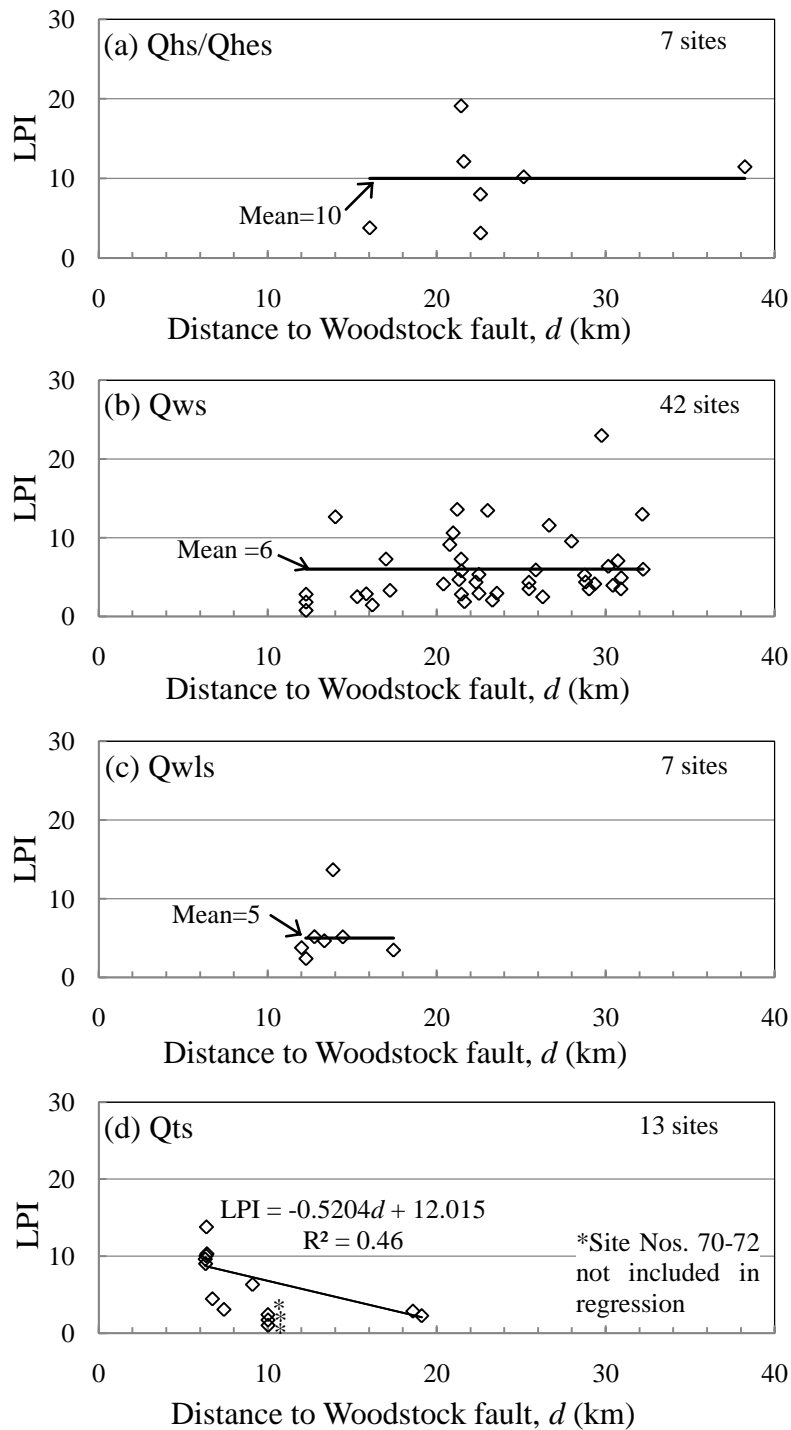 (a) Qhs/Qhes
7 sites
30
20
10
0
LPI
Mean=10
0 10 20 30 40
Distance to Woodstock fault, d (km)
(b) Qws
42 sites
30
20
10
0
LPI
Mean =6
0 10 20 30 40
Distance to Woodstock fault, d (km)
(c) Qwls
7 sites
30
20
10
0
LPI
Mean=5
0 10 20 30 40
Distance to Woodstock fault, d (km)
(d) Qts
13 sites
30
20
10
0
LPI
LPI = -0.5204d + 12.015
R² = 0.46
*Site Nos. 70-72
not included in
regression
*
*
*
0 10 20 30 40
Distance to Woodstock fault, d (km)